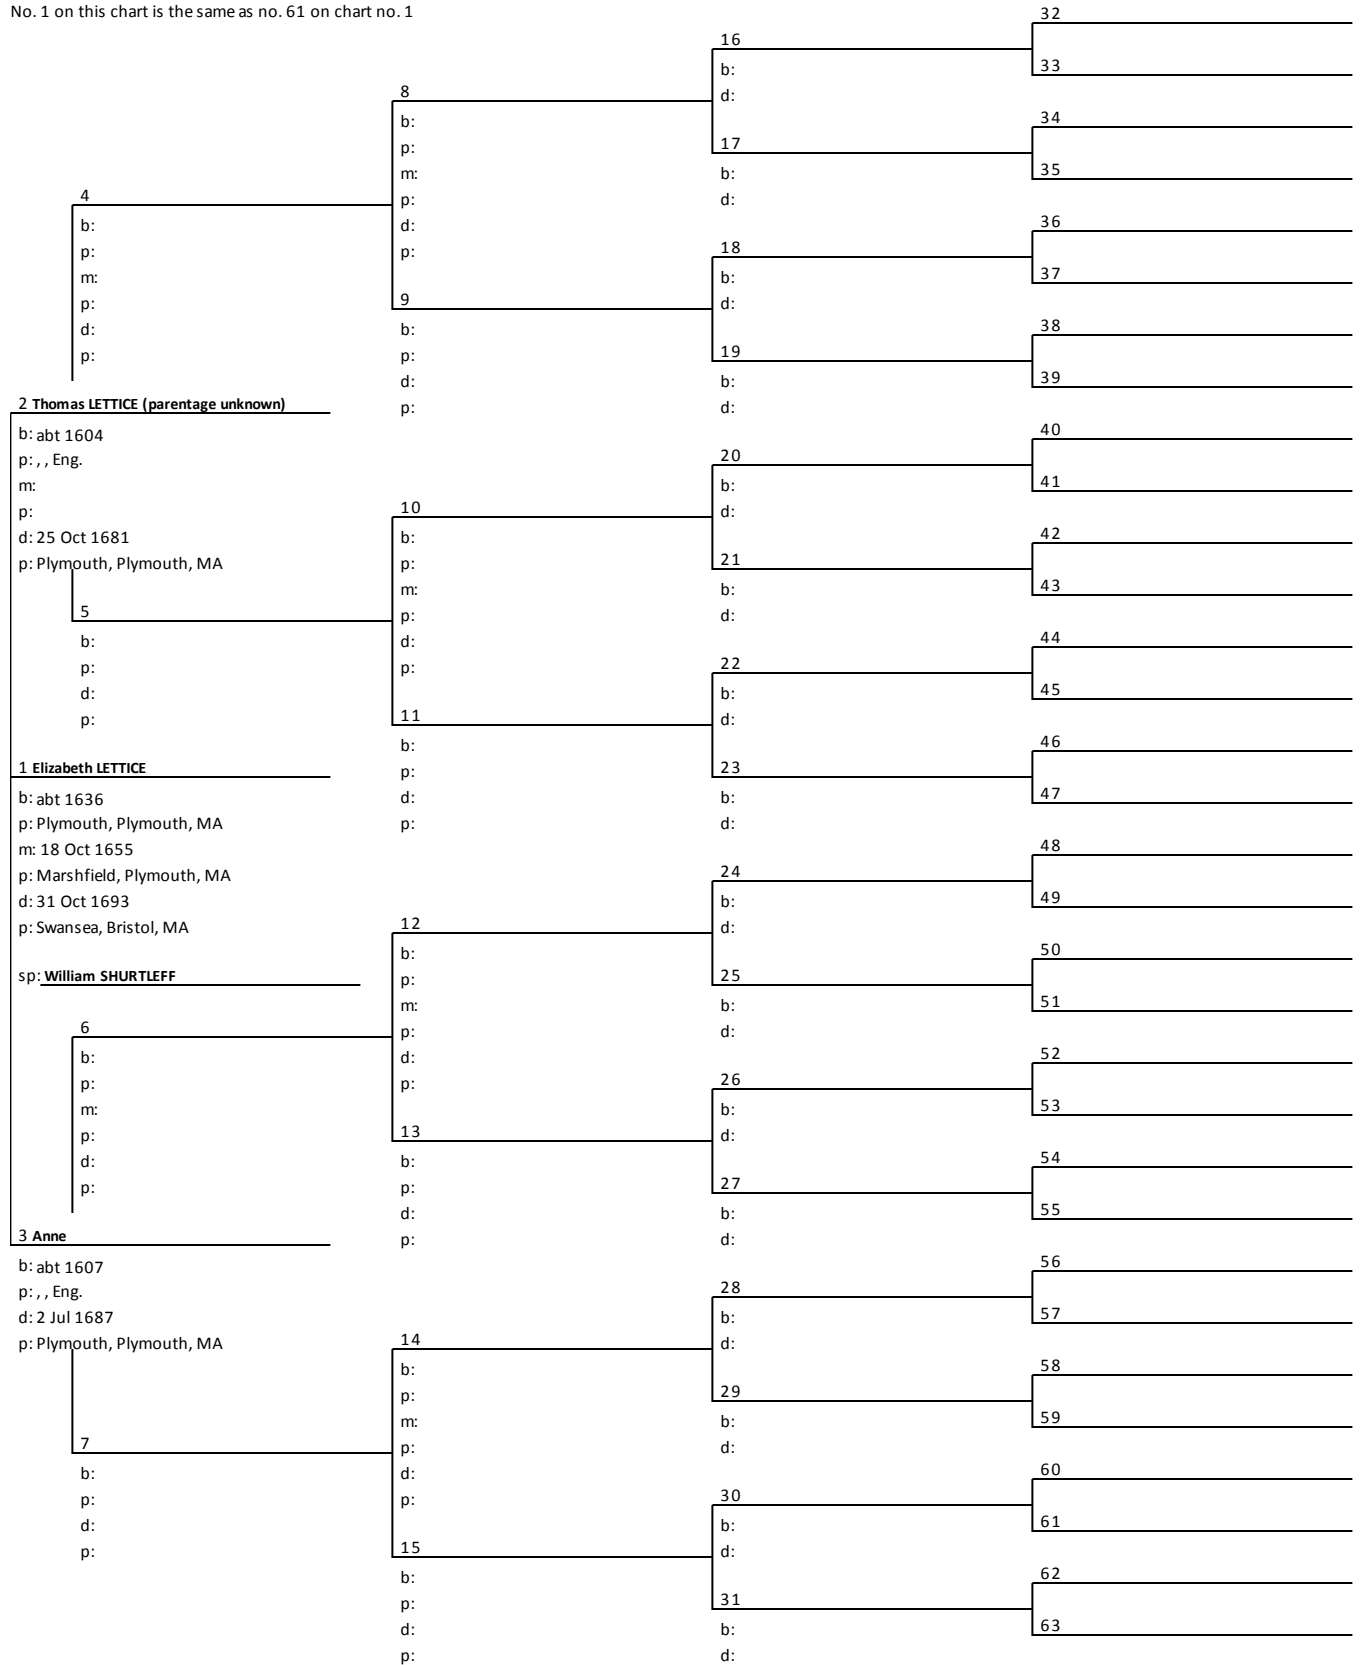 No. 1 on this chart is the same as no. 61 on chart no. 1
4
b:
p:
m:
p:
d:
p:
2 Thomas LETTICE (parentage unknown)
b: abt 1604
p: , , Eng.
m:
p:
d: 25 Oct 1681
p: Plymouth, Plymouth, MA
5
b:
p:
d:
p:
1 Elizabeth LETTICE
b: abt 1636
p: Plymouth, Plymouth, MA
m: 18 Oct 1655
p: Marshfield, Plymouth, MA
d: 31 Oct 1693
p: Swansea, Bristol, MA
sp: William SHURTLEFF
6
b:
p:
m:
p:
d:
p:
3 Anne
b: abt 1607
p: , , Eng.
d: 2 Jul 1687
p: Plymouth, Plymouth, MA
7
b:
p:
d:
p:
8
b:
p:
m:
p:
d:
p:
9
b:
p:
d:
p:
10
b:
p:
m:
p:
d:
p:
11
b:
p:
d:
p:
12
b:
p:
m:
p:
d:
p:
13
b:
p:
d:
p:
14
b:
p:
m:
p:
d:
p:
15
b:
p:
d:
p:
16
b:
d:
17
b:
d:
18
b:
d:
19
b:
d:
20
b:
d:
21
b:
d:
22
b:
d:
23
b:
d:
24
b:
d:
25
b:
d:
26
b:
d:
27
b:
d:
28
b:
d:
29
b:
d:
30
b:
d:
31
b:
d:
32
33
34
35
36
37
38
39
40
41
42
43
44
45
46
47
48
49
50
51
52
53
54
55
56
57
58
59
60
61
62
63